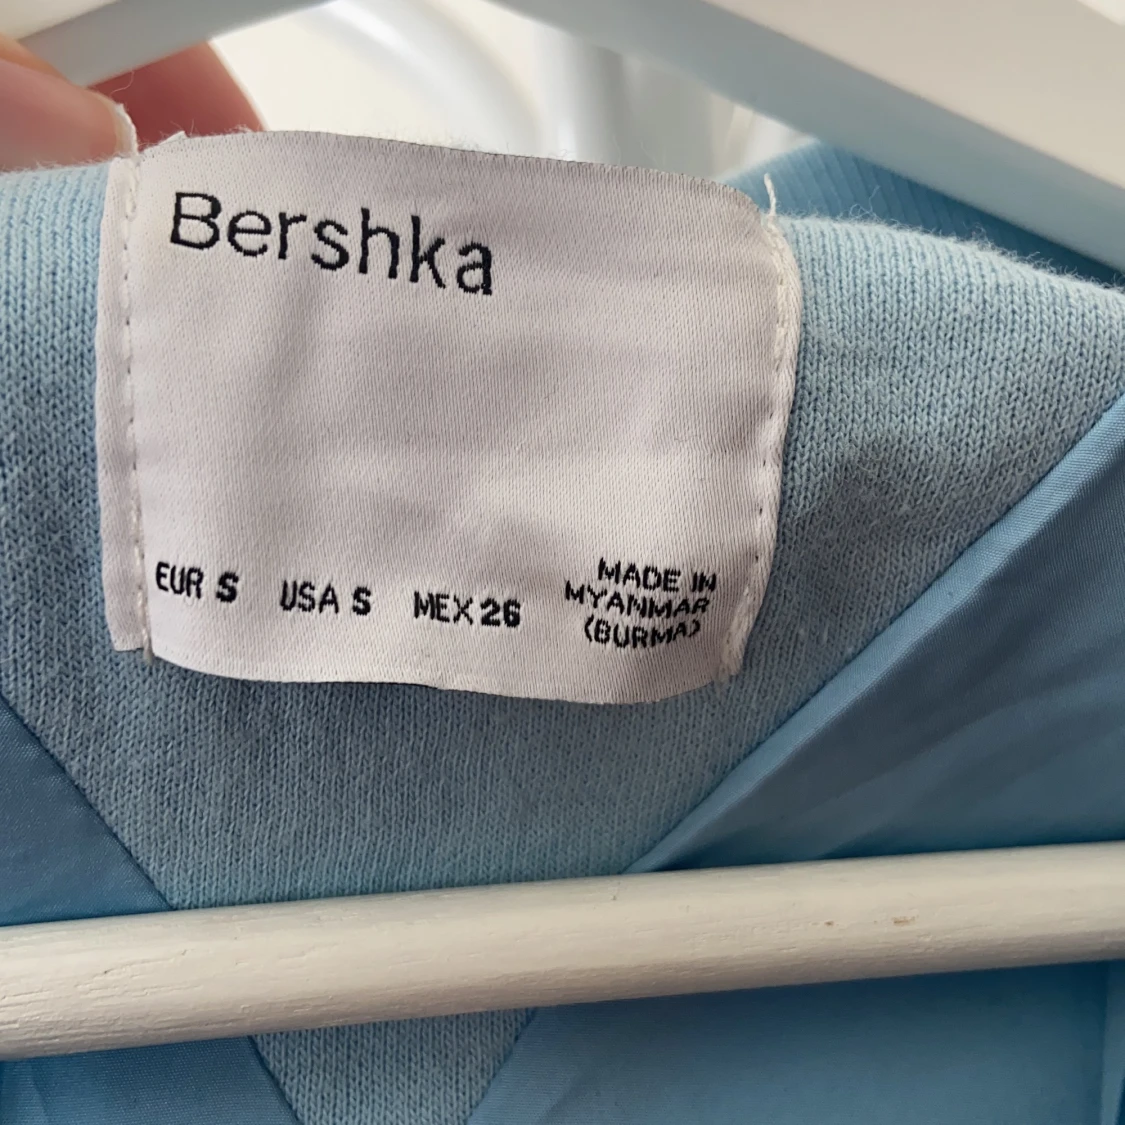 Bershka
EUR S USA S MEX 26
MADE IN
MYANMAR
(BURMA)